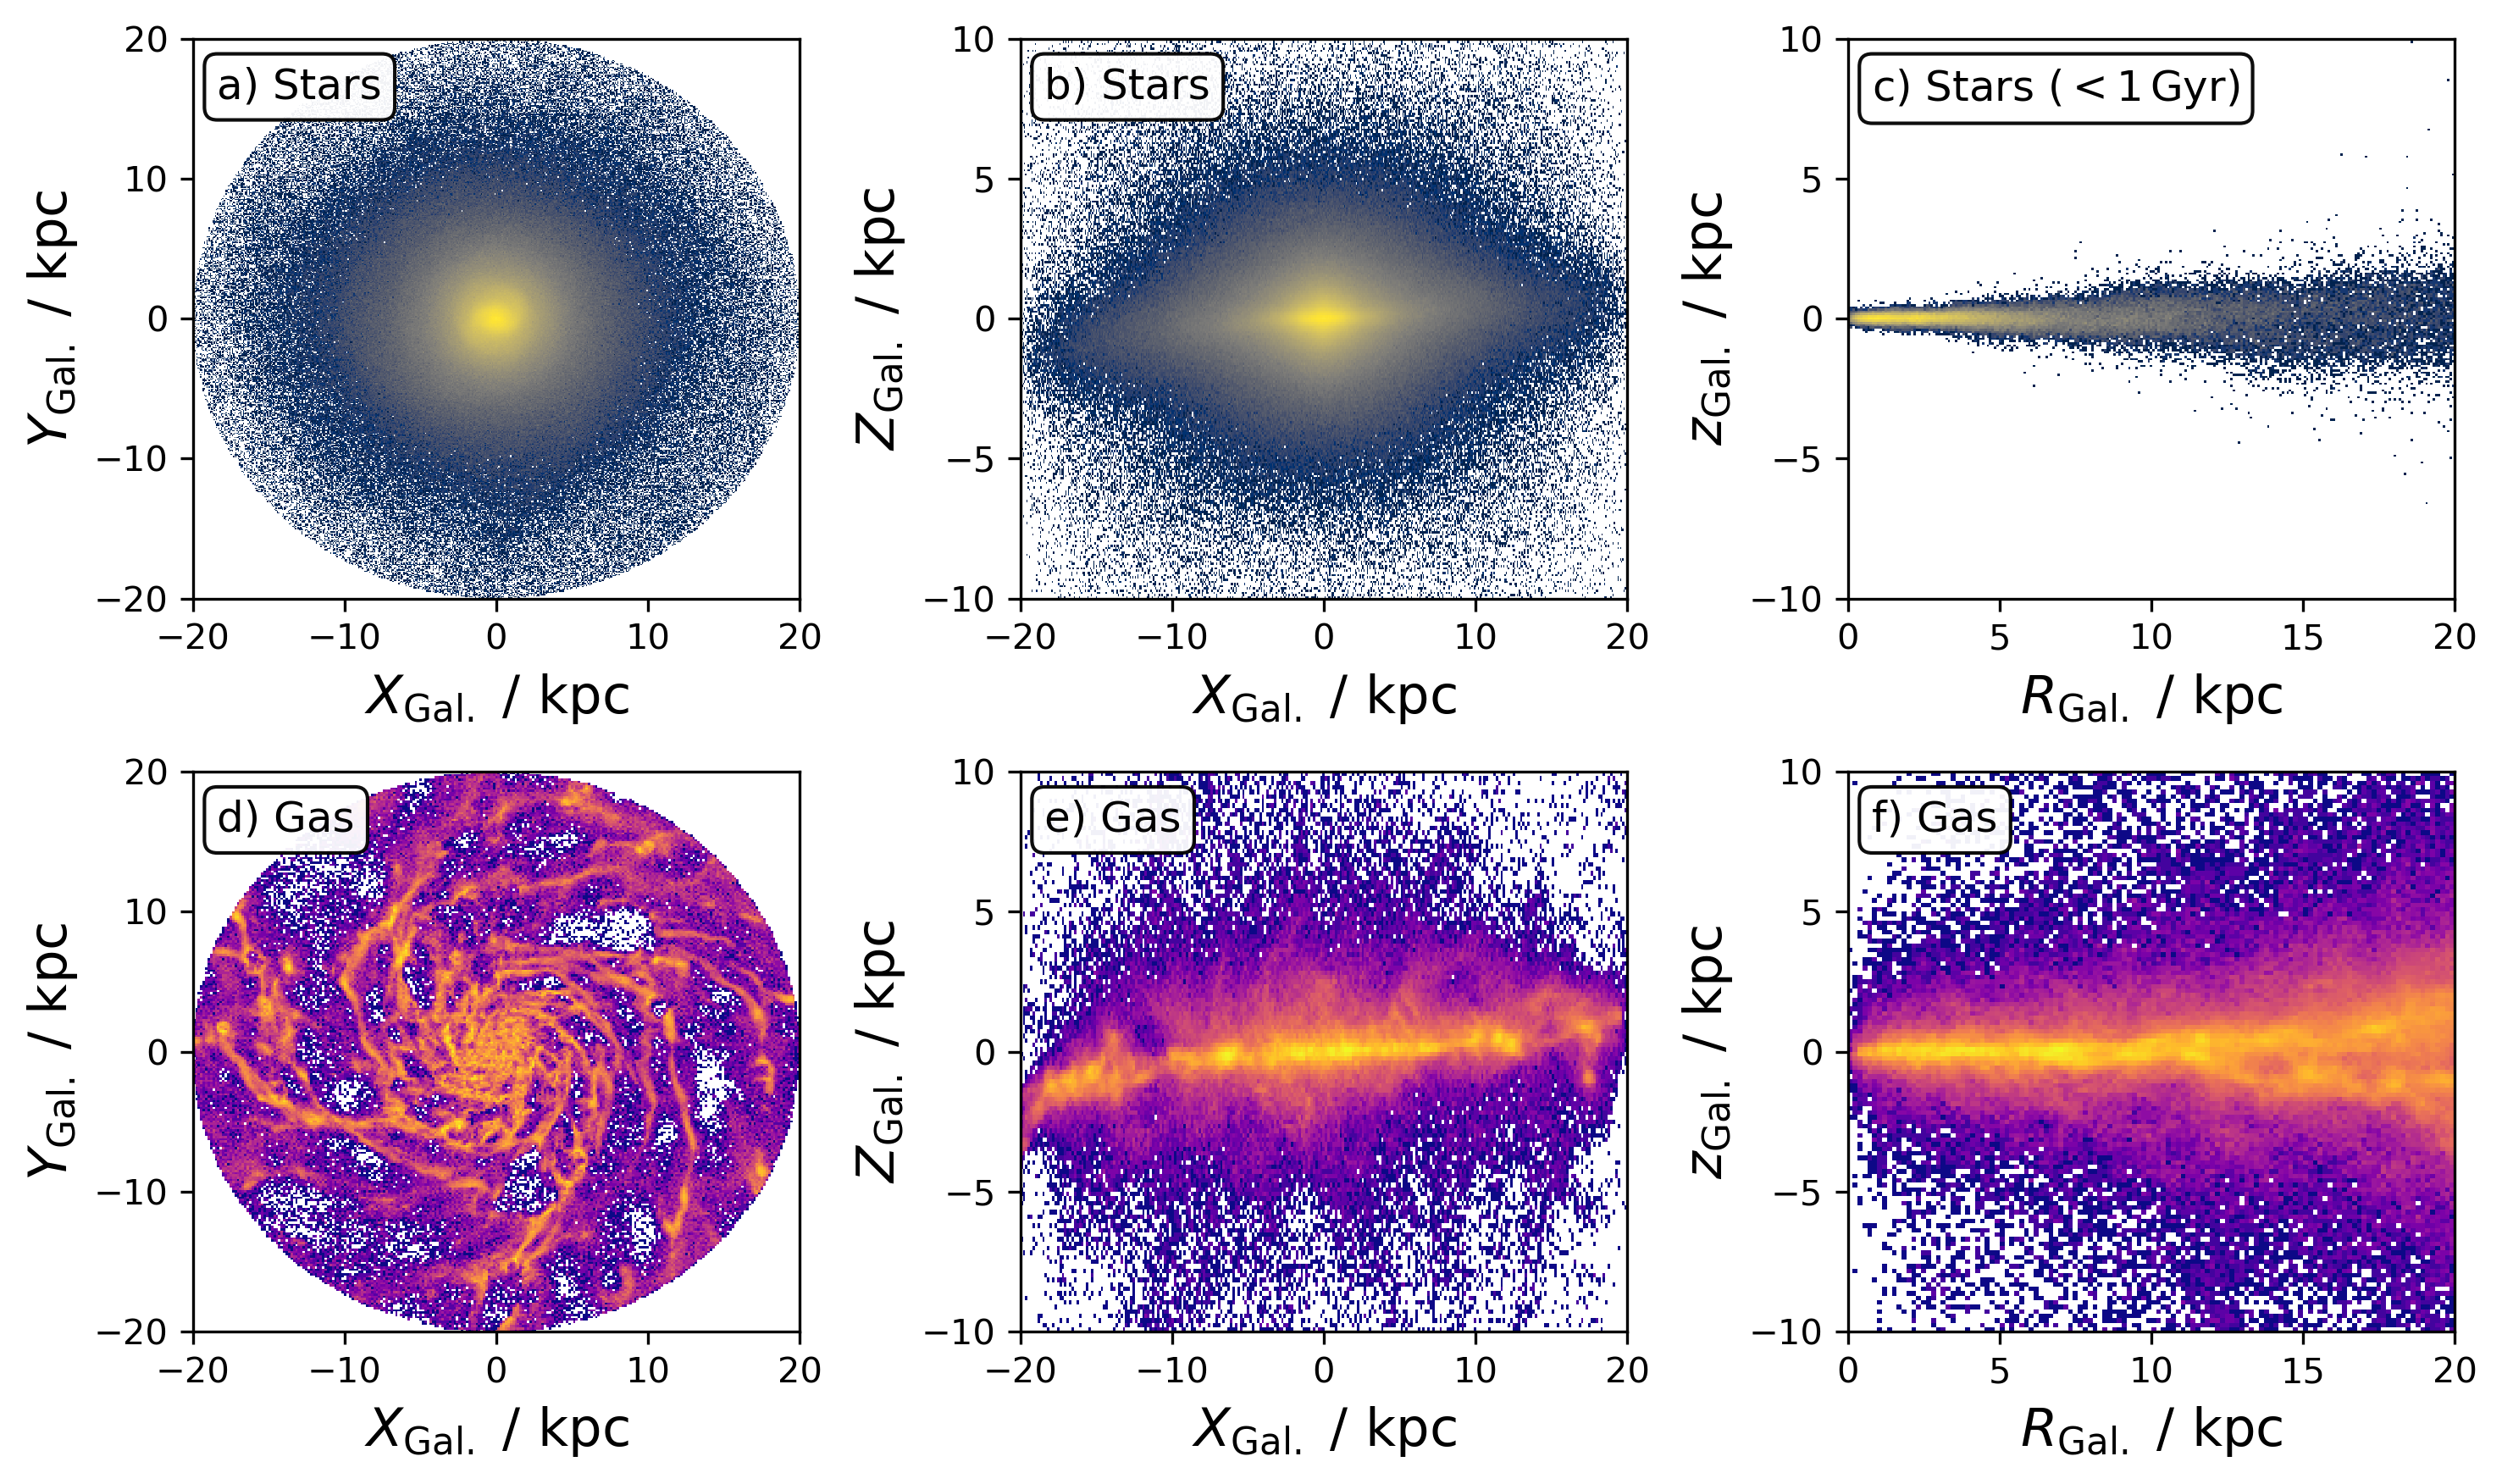 a) Stars
20
10
0
−10
−20
Y_Gal. / kpc
−20 −10 0 10 20
X_Gal. / kpc
b) Stars
10
5
0
−5
−10
Z_Gal. / kpc
−20 −10 0 10 20
X_Gal. / kpc
c) Stars (< 1 Gyr)
10
5
0
−5
−10
z_Gal. / kpc
0 5 10 15 20
R_Gal. / kpc
d) Gas
20
10
0
−10
−20
Y_Gal. / kpc
−20 −10 0 10 20
X_Gal. / kpc
e) Gas
10
5
0
−5
−10
Z_Gal. / kpc
−20 −10 0 10 20
X_Gal. / kpc
f) Gas
10
5
0
−5
−10
z_Gal. / kpc
0 5 10 15 20
R_Gal. / kpc